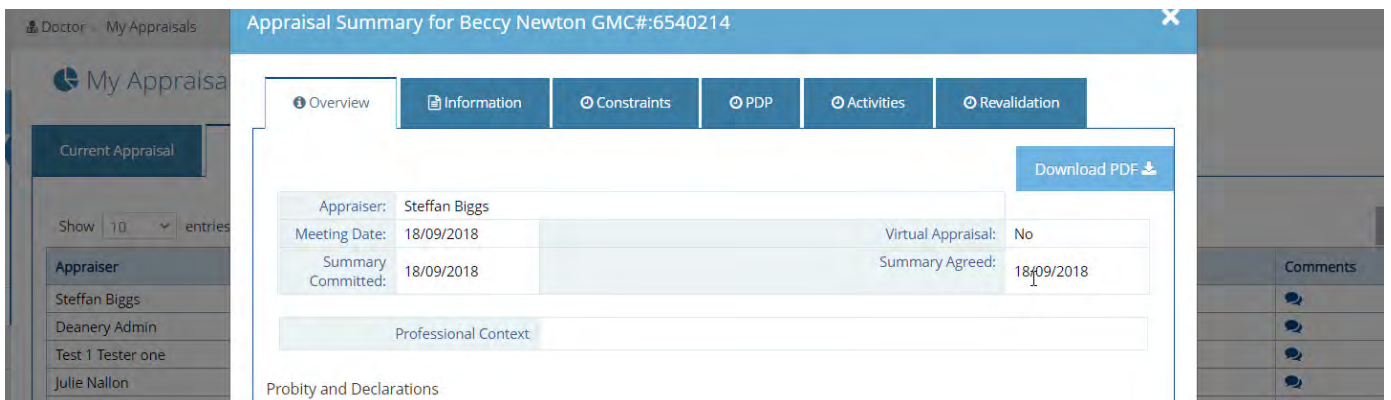 Doctor My Appraisals
Appraisal Summary for Beccy Newton GMC#:6540214
My Appraisa
Overview Information Constraints PDP Activities Revalidation
Current Appraisal
Download PDF
Appraiser: Steffan Biggs
Show 10 entries
Meeting Date: 18/09/2018 Virtual Appraisal: No
Summary
Committed: 18/09/2018 Summary Agreed: 18/09/2018
Appraiser Comments
Steffan Biggs
Deanery Admin
Professional Context
Test 1 Tester one
Julie Nallon
Probity and Declarations